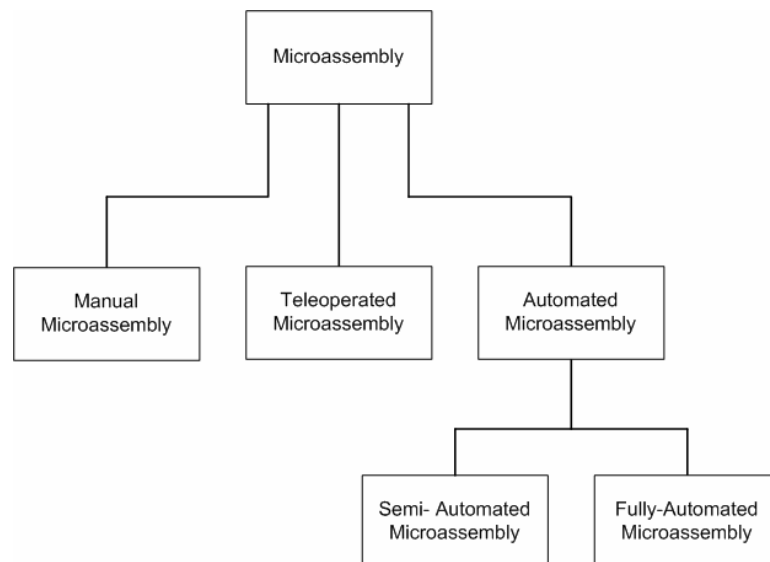 Microassembly
Manual
Microassembly
Teleoperated
Microassembly
Automated
Microassembly
Semi- Automated
Microassembly
Fully-Automated
Microassembly